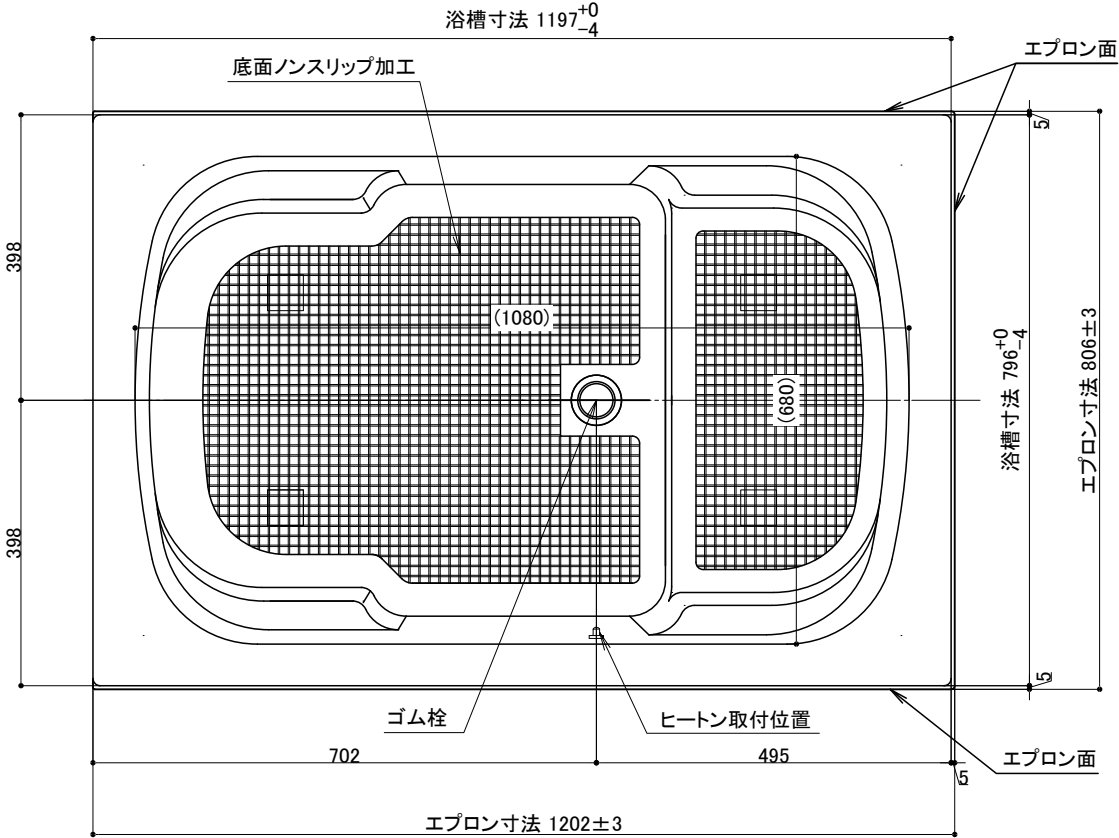 浴槽寸法 1197+0-4
エプロン面
底面ノンスリップ加工
5
398
(1080)
(680)
浴槽寸法 796+0-4
エプロン寸法 806±3
398
5
ゴム栓
ヒートン取付位置
702
495
エプロン面
5
エプロン寸法 1202±3